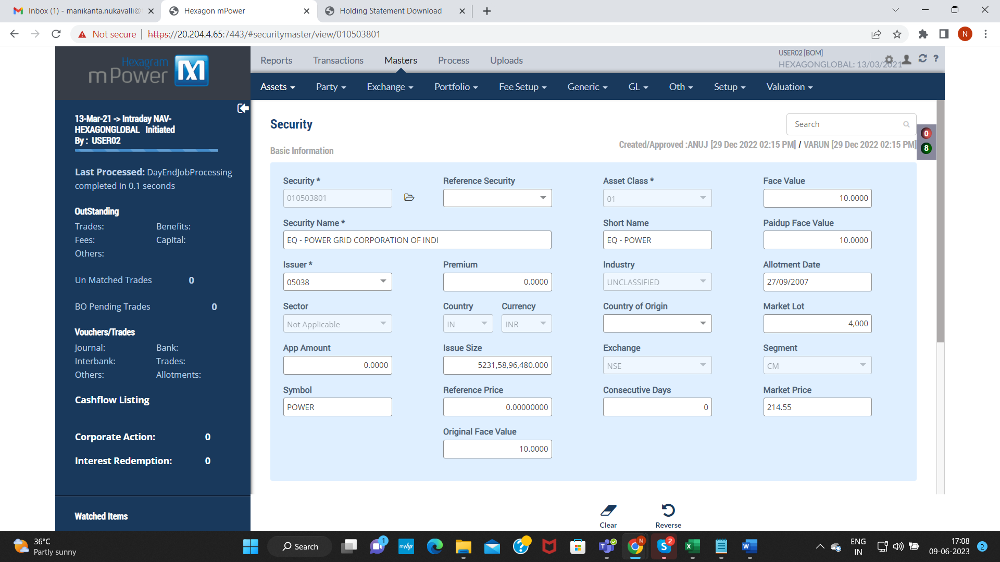 Inbox (1) - manikanta.nukavalli@
Hexagon mPower
Holding Statement Download
Not secure
https://20.204.4.65:7443/#securitymaster/view/010503801
N
Hexagram
mPower
Reports
Transactions
Masters
Process
Uploads
USER02 [BOM]
HEXAGONGLOBAL: 13/03/2021
?
Assets
Party
Exchange
Portfolio
Fee Setup
Generic
GL
Oth
Setup
Valuation
13-Mar-21 -> Intraday NAV-
HEXAGONGLOBAL Initiated
By : USER02
Last Processed: DayEndJobProcessing
completed in 0.1 seconds
OutStanding
Trades: Benefits:
Fees: Capital:
Others:
Un Matched Trades 0
BO Pending Trades 0
Vouchers/Trades
Journal: Bank:
Interbank: Trades:
Others: Allotments:
Cashflow Listing
Corporate Action: 0
Interest Redemption: 0
Watched Items
Security
Search
0
8
Basic Information
Created/Approved :ANUJ [29 Dec 2022 02:15 PM] / VARUN [29 Dec 2022 02:15 PM]
Security * Reference Security Asset Class * Face Value
010503801 01 10.0000
Security Name * Short Name Paidup Face Value
EQ - POWER GRID CORPORATION OF INDI EQ - POWER 10.0000
Issuer * Premium Industry Allotment Date
05038 0.0000 UNCLASSIFIED 27/09/2007
Sector Country Currency Country of Origin Market Lot
Not Applicable IN INR 4,000
App Amount Issue Size Exchange Segment
0.0000 5231,58,96,480.000 NSE CM
Symbol Reference Price Consecutive Days Market Price
POWER 0.00000000 0 214.55
Original Face Value
10.0000
Clear
Reverse
36°C
Partly sunny
Search
1
myhp
N
2
ENG
IN
17:08
09-06-2023
2